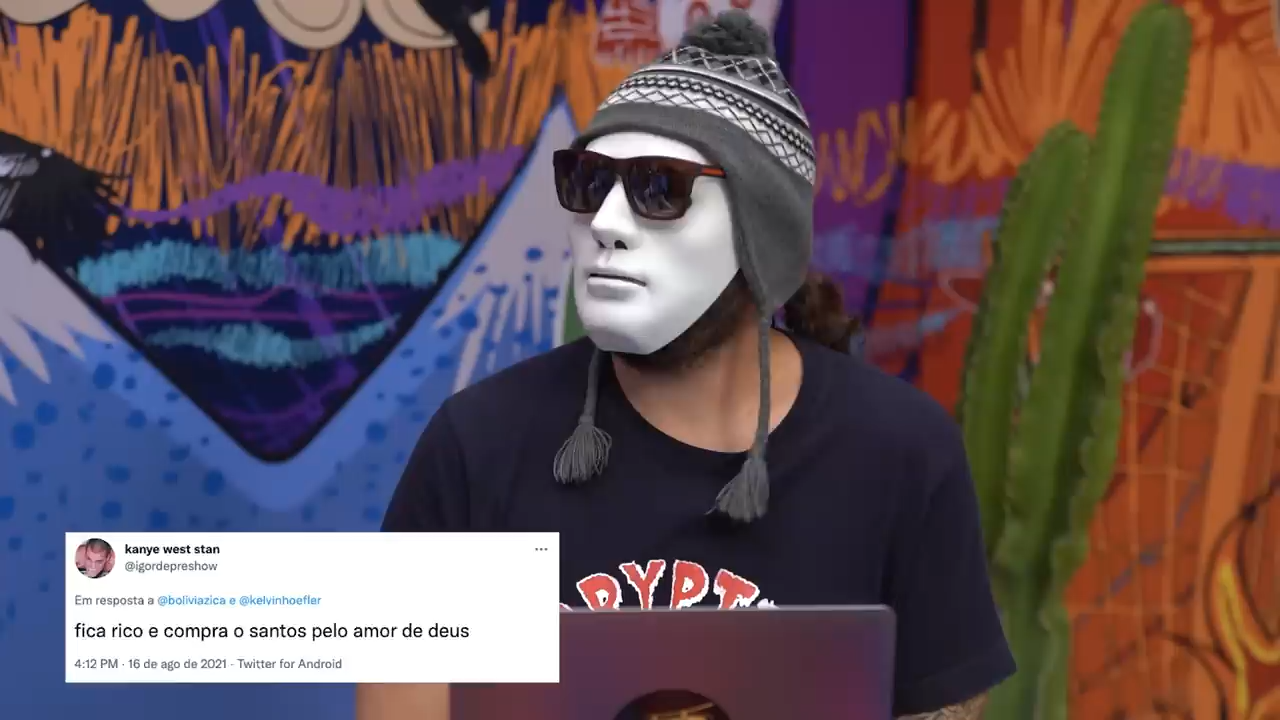 kanye west stan
@igordepreshow
Em resposta a @boliviazica e @kelvinhoefler
fica rico e compra o santos pelo amor de deus
4:12 PM · 16 de ago de 2021 · Twitter for Android